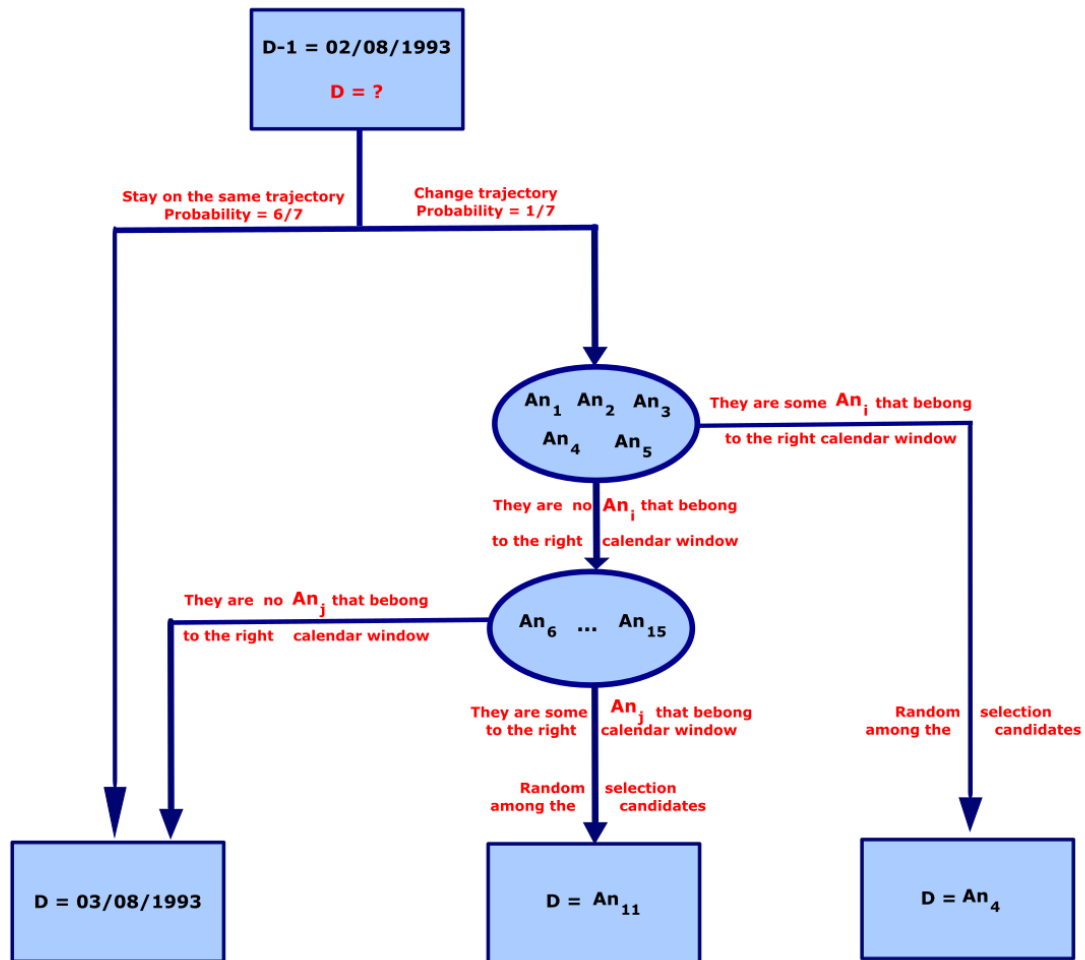 D-1 = 02/08/1993
D = ?
Stay on the same trajectory
Probability = 6/7
Change trajectory
Probability = 1/7
An1 An2 An3
An4 An5
They are some Ani that bebong
to the right calendar window
They are no Ani that bebong
to the right calendar window
They are no Anj that bebong
to the right calendar window
An6 ... An15
They are some Anj that bebong
to the right calendar window
Random selection
among the candidates
Random selection
among the candidates
D = 03/08/1993
D = An11
D = An4